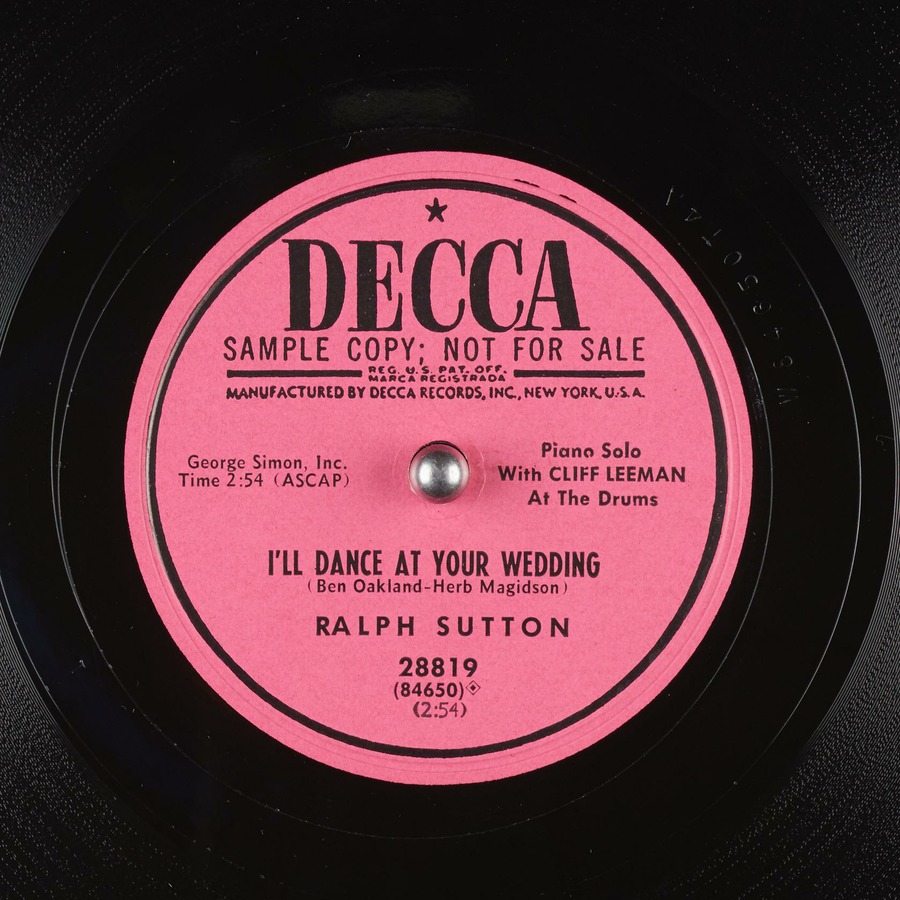 ★
DECCA
SAMPLE COPY; NOT FOR SALE
REG. U.S. PAT. OFF.
MARCA REGISTRADA
MANUFACTURED BY DECCA RECORDS, INC., NEW YORK, U.S.A.
George Simon, Inc.
Time 2:54 (ASCAP)
Piano Solo
With CLIFF LEEMAN
At The Drums
I'LL DANCE AT YOUR WEDDING
(Ben Oakland-Herb Magidson)
RALPH SUTTON
28819
(84650)
(2:54)